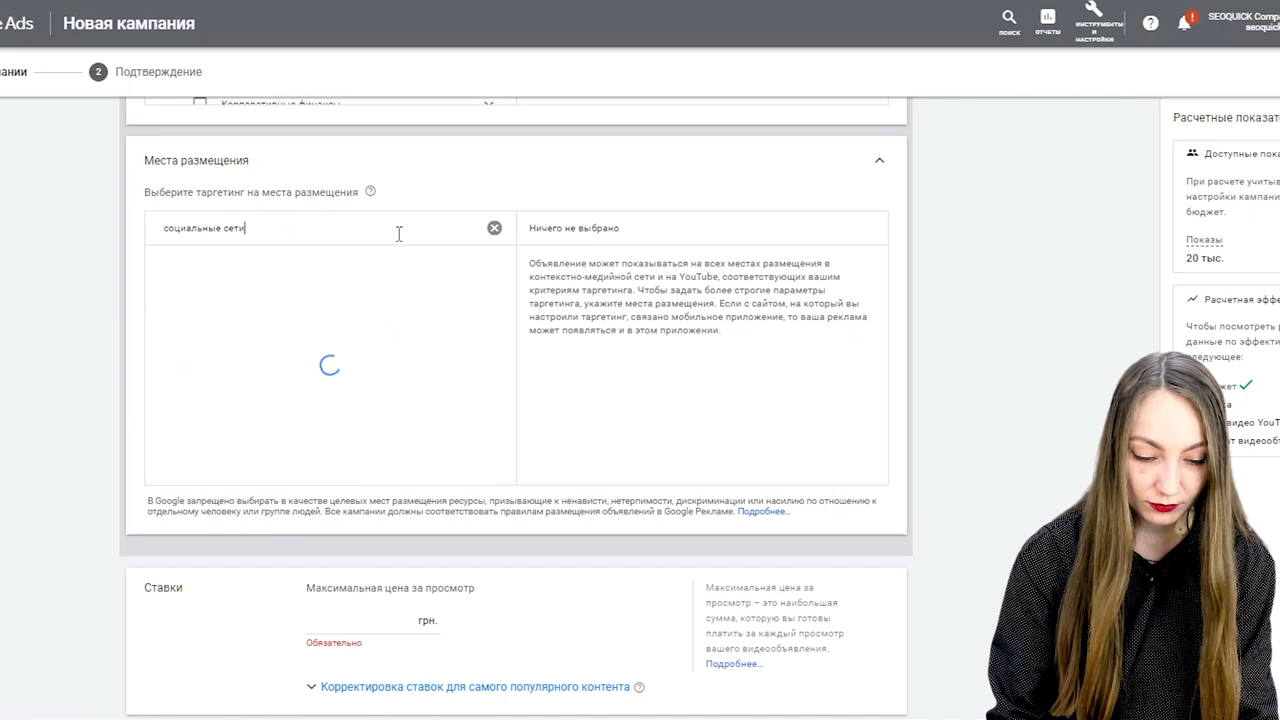 Ads
Новая кампания
ПОИСК
ОТЧЕТЫ
ИНСТРУМЕНТЫ
И
НАСТРОЙКИ
?
!
SEOQUICK Comp
seoquick
нии
2
Подтверждение
Корпоративные финансы
Места размещения
Выберите таргетинг на места размещения ?
социальные сети
Ничего не выбрано
Объявление может показываться на всех местах размещения в
контекстно-медийной сети и на YouTube, соответствующих вашим
критериям таргетинга. Чтобы задать более строгие параметры
таргетинга, укажите места размещения. Если с сайтом, на который вы
настроили таргетинг, связано мобильное приложение, то ваша реклама
может появляться и в этом приложении.
В Google запрещено выбирать в качестве целевых мест размещения ресурсы, призывающие к ненависти, нетерпимости, дискриминации или насилию по отношению к
отдельному человеку или группе людей. Все кампании должны соответствовать правилам размещения объявлений в Google Рекламе. Подробнее…
Ставки
Максимальная цена за просмотр
грн.
Обязательно
Максимальная цена за
просмотр – это наибольшая
сумма, которую вы готовы
платить за каждый просмотр
вашего видеообъявления.
Подробнее…
Корректировка ставок для самого популярного контента ?
Расчетные показат
Доступные пока
При расчете учитыв
настройки кампани
бюджет.
Показы
20 тыс.
Расчетная эффе
Чтобы посмотреть р
данные по эффекти
следующее:
жет
а
видео YouT
т видеооб